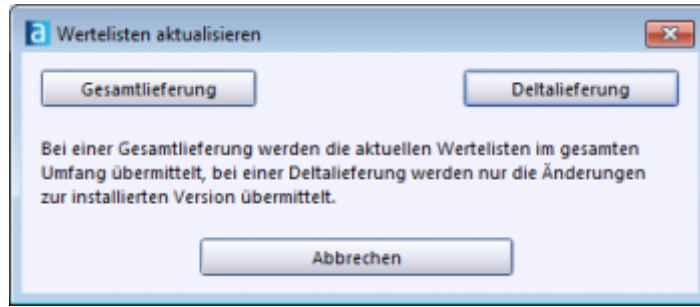 Wertelisten aktualisieren
Gesamtlieferung
Deltalieferung
Bei einer Gesamtlieferung werden die aktuellen Wertelisten im gesamten
Umfang übermittelt, bei einer Deltalieferung werden nur die Änderungen
zur installierten Version übermittelt.
Abbrechen